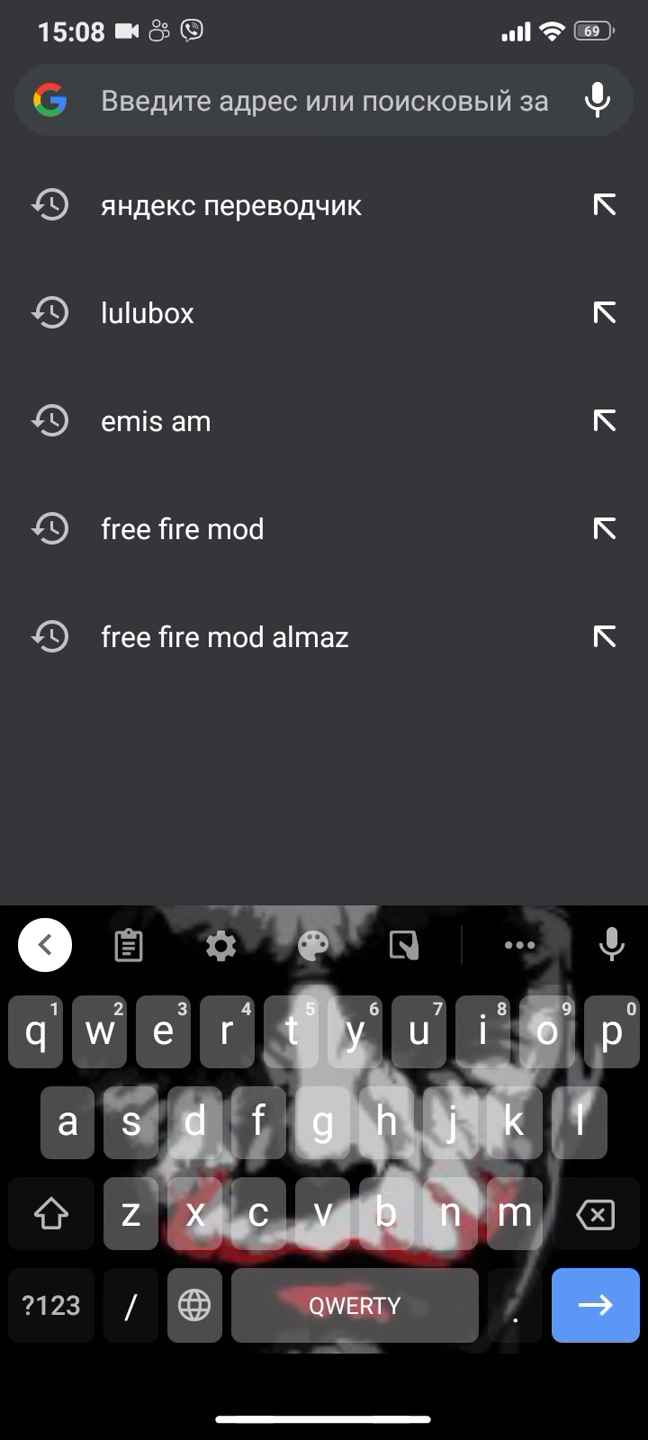 15:08
69
Введите адрес или поисковый за
яндекс переводчик
lulubox
emis am
free fire mod
free fire mod almaz
1 2 3 4 5 6 7 8 9 0
q w e r t y u i o p
a s d f g h j k l
z x c v b n m
?123 / QWERTY .